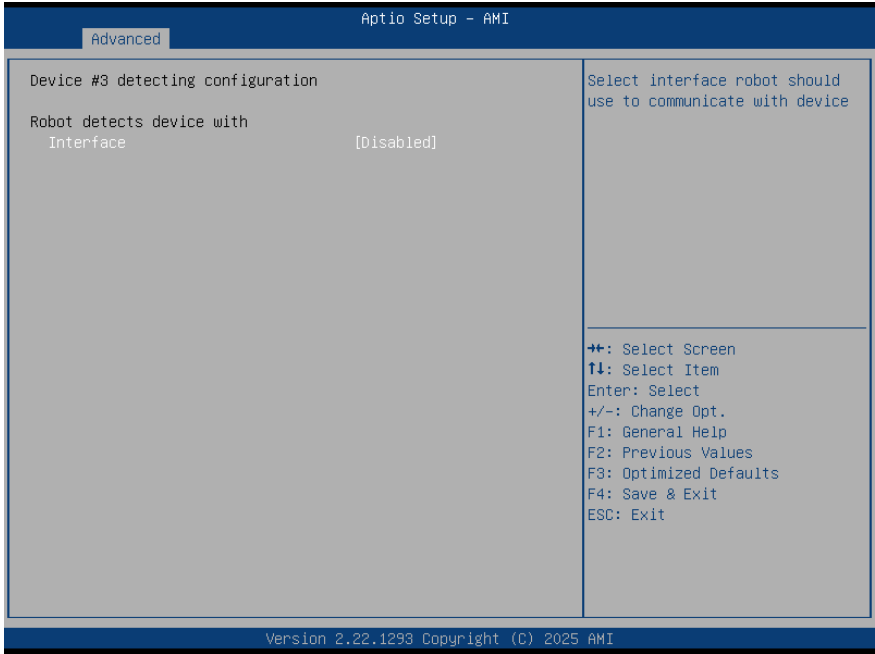 Aptio Setup – AMI
Advanced
Device #3 detecting configuration
Robot detects device with
Interface [Disabled]
Select interface robot should
use to communicate with device
→←: Select Screen
↑↓: Select Item
Enter: Select
+/-: Change Opt.
F1: General Help
F2: Previous Values
F3: Optimized Defaults
F4: Save & Exit
ESC: Exit
Version 2.22.1293 Copyright (C) 2025 AMI